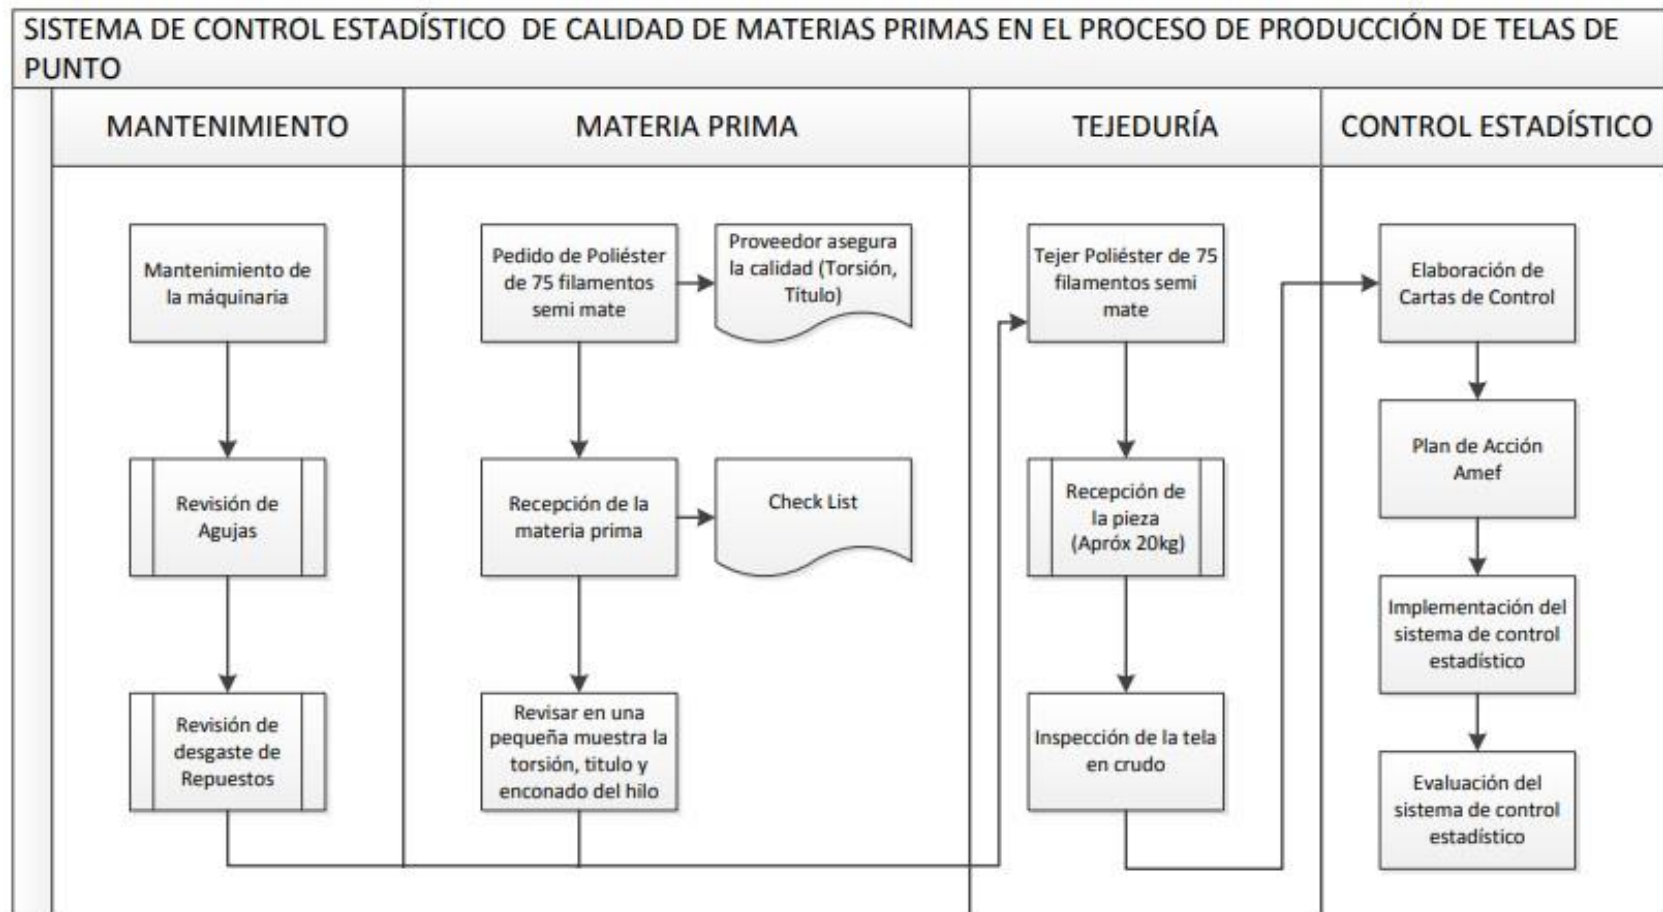 SISTEMA DE CONTROL ESTADÍSTICO DE CALIDAD DE MATERIAS PRIMAS EN EL PROCESO DE PRODUCCIÓN DE TELAS DE
PUNTO
MANTENIMIENTO
MATERIA PRIMA
TEJEDURÍA
CONTROL ESTADÍSTICO
Mantenimiento de
la máquinaria
Revisión de
Agujas
Revisión de
desgaste de
Repuestos
Pedido de Poliéster
de 75 filamentos
semi mate
Proveedor asegura
la calidad (Torsión,
Título)
Recepción de la
materia prima
Check List
Revisar en una
pequeña muestra la
torsión, titulo y
enconado del hilo
Tejer Poliéster de 75
filamentos semi
mate
Recepción de
la pieza
(Apróx 20kg)
Inspección de la tela
en crudo
Elaboración de
Cartas de Control
Plan de Acción
Amef
Implementación del
sistema de control
estadístico
Evaluación del
sistema de control
estadístico